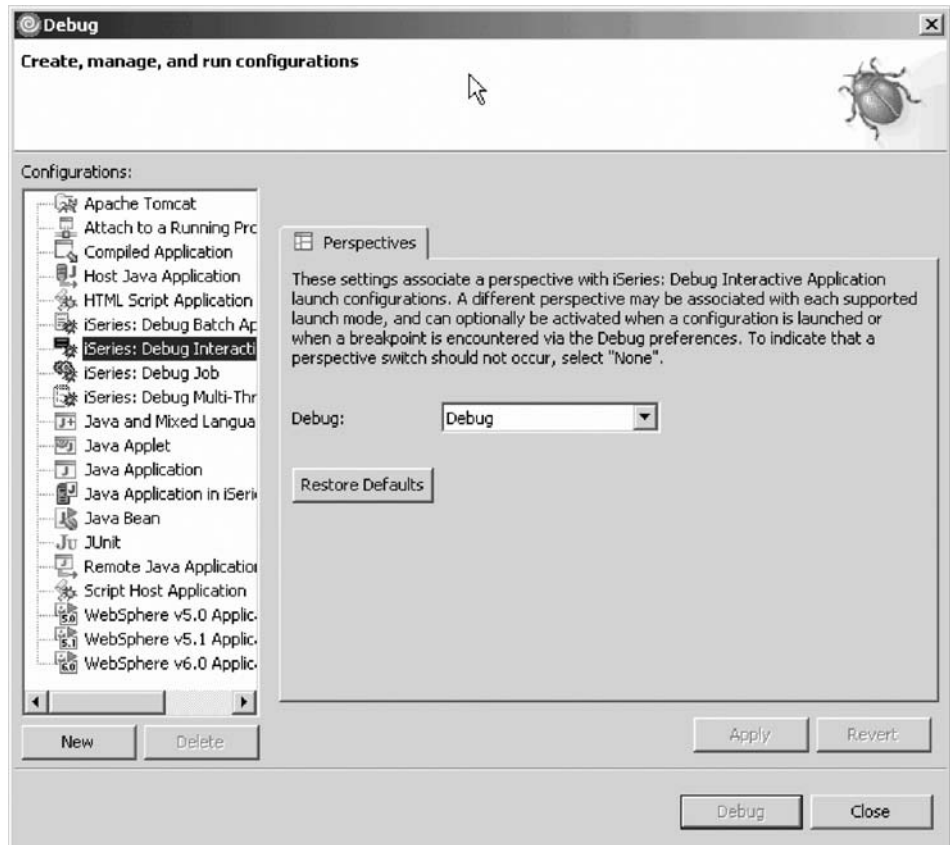 Debug
Create, manage, and run configurations
Configurations:
Apache Tomcat
Attach to a Running Prc
Compiled Application
Host Java Application
HTML Script Application
iSeries: Debug Batch Ap
iSeries: Debug Interacti
iSeries: Debug Job
iSeries: Debug Multi-Thr
Java and Mixed Langua
Java Applet
Java Application
Java Application in iSeri
Java Bean
JUnit
Remote Java Application
Script Host Application
WebSphere v5.0 Applic
WebSphere v5.1 Applic
WebSphere v6.0 Applic
New
Delete
Perspectives
These settings associate a perspective with iSeries: Debug Interactive Application
launch configurations. A different perspective may be associated with each supported
launch mode, and can optionally be activated when a configuration is launched or
when a breakpoint is encountered via the Debug preferences. To indicate that a
perspective switch should not occur, select "None".
Debug:
Debug
Restore Defaults
Apply
Revert
Debug
Close